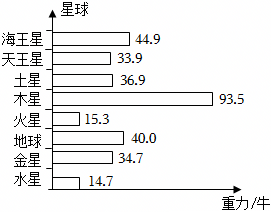 星球
海王星 44.9
天王星 33.9
土星 36.9
木星 93.5
火星 15.3
地球 40.0
金星 34.7
水星 14.7
重力/牛